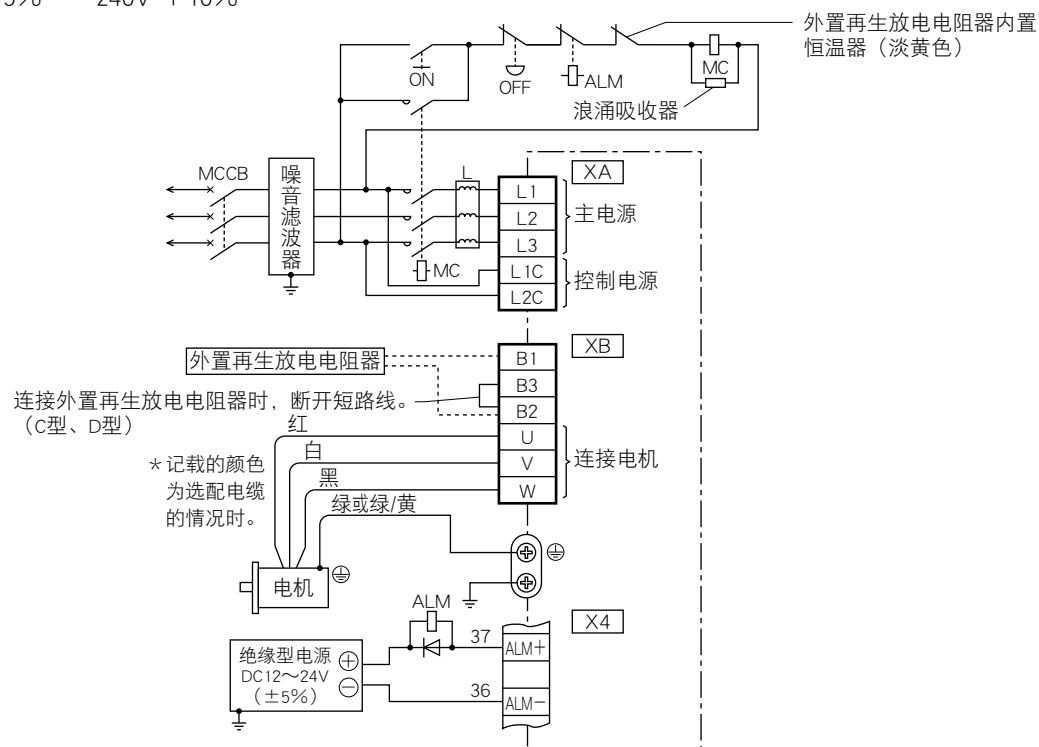 外置再生放电电阻器内置
恒温器（淡黄色）
ON
OFF
ALM
MC
浪涌吸收器
MCCB
噪音滤波器
L
MC
XA
L1
L2
L3
L1C
L2C
主电源
控制电源
XB
外置再生放电电阻器
B1
B3
B2
U
V
W
连接外置再生放电电阻器时，断开短路线。
（C型、D型）
红
白
黑
绿或绿/黄
连接电机
＊记载的颜色
为选配电缆
的情况时。
电机
ALM
X4
37
ALM＋
36
ALM－
绝缘型电源
DC12～24V
（±5%）